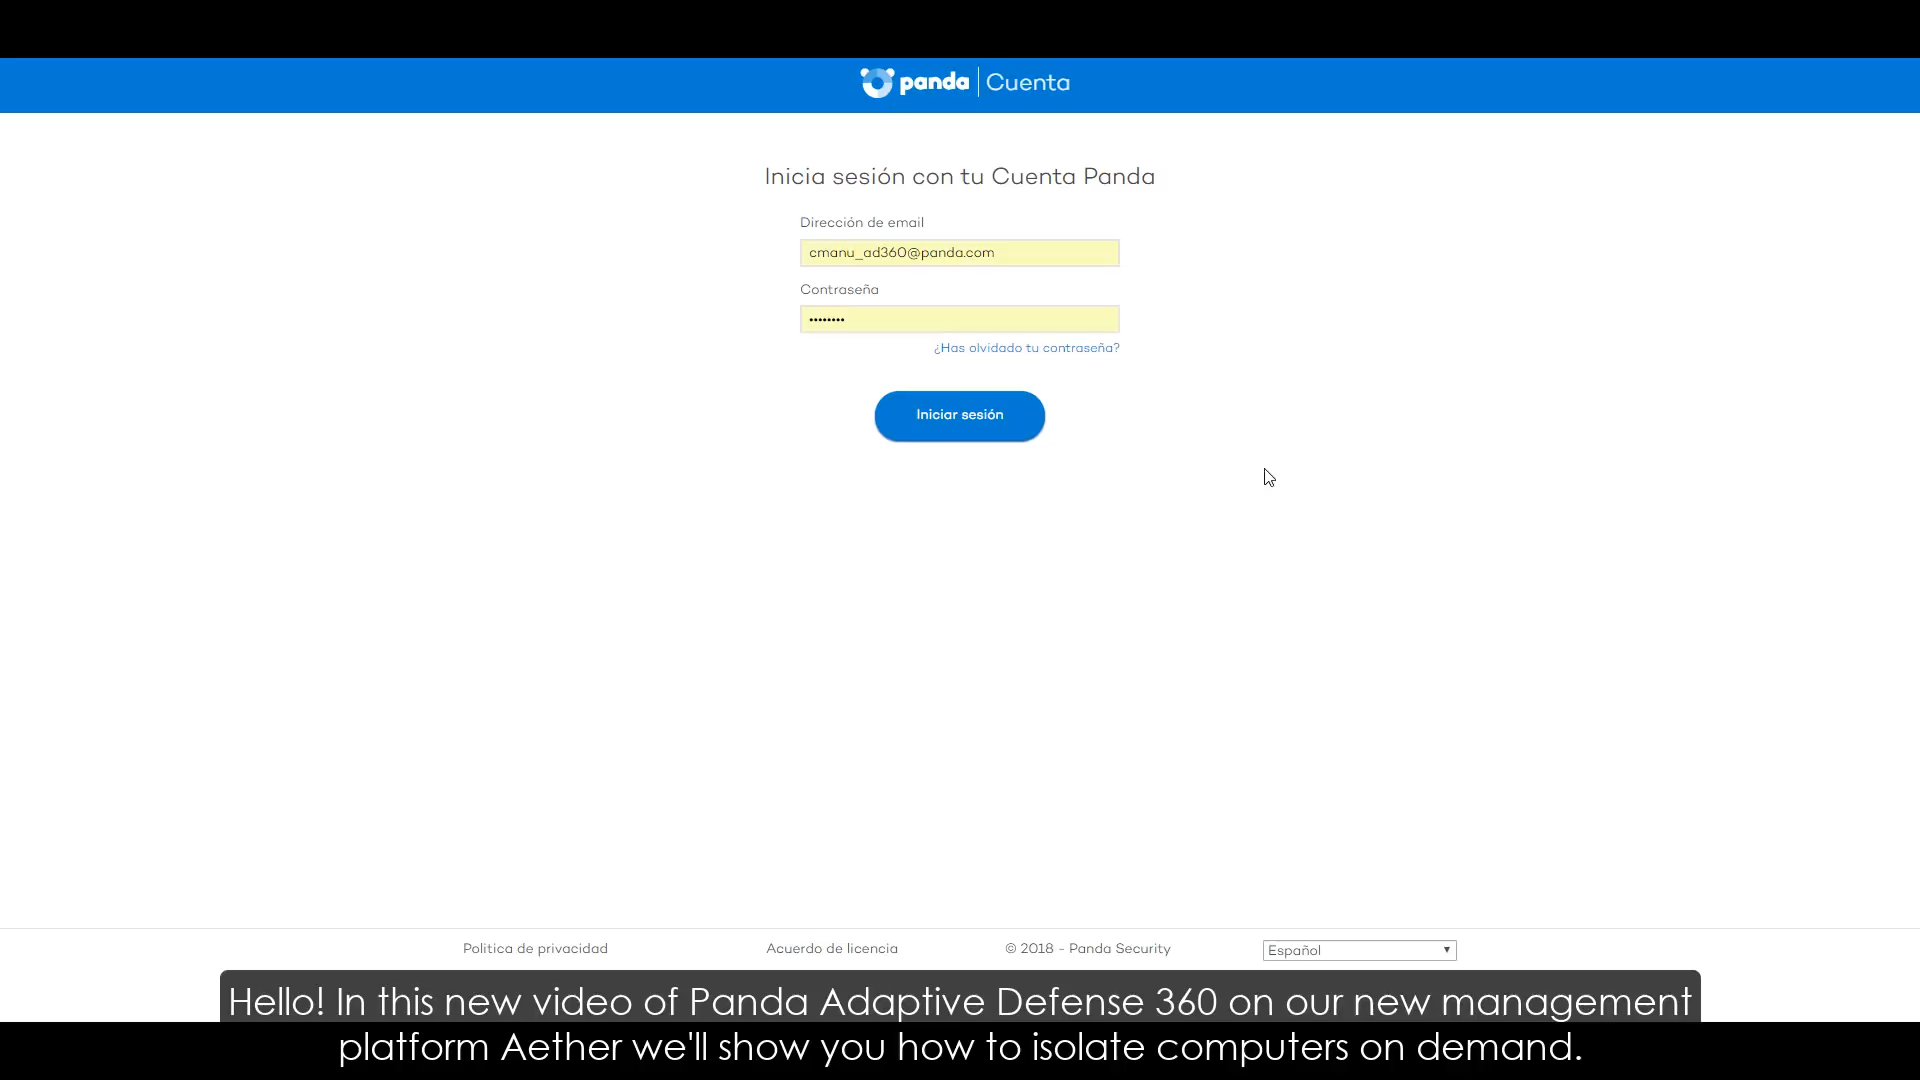 panda | Cuenta
Inicia sesión con tu Cuenta Panda
Dirección de email
cmanu_ad360@panda.com
Contraseña
••••••••
¿Has olvidado tu contraseña?
Iniciar sesión
Politica de privacidad
Acuerdo de licencia
© 2018 - Panda Security
Español
Hello! In this new video of Panda Adaptive Defense 360 on our new management
platform Aether we'll show you how to isolate computers on demand.